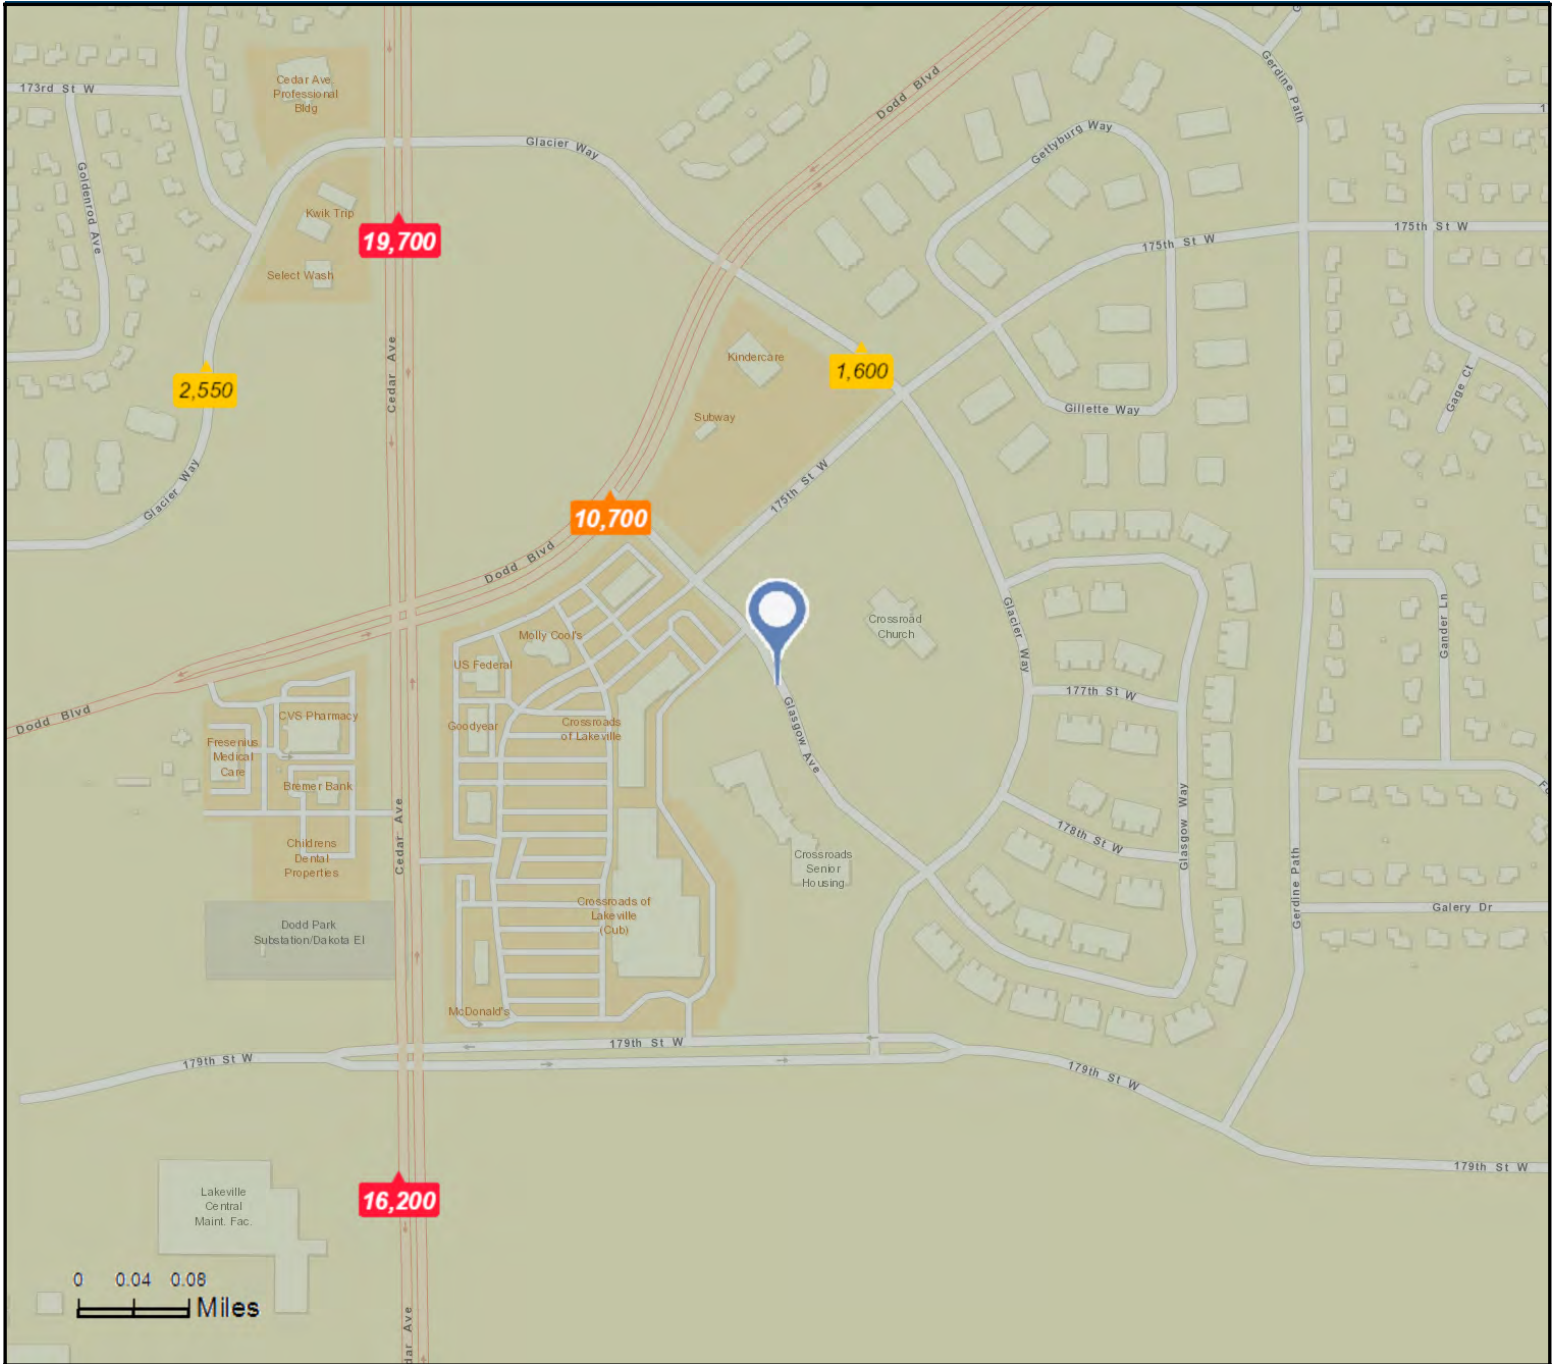 Cedar Ave
Professional
Bldg
173rd St W
Goldenrod Ave
Dodd Blvd
Gerdine Path
Glacier Way
Gettyburg Way
Kwik Trip
19,700
175th St W
175th St W
Select Wash
Cedar Ave
Kindercare
1,600
2,550
Gage Ct
Gillette Way
Subway
Glacier Way
175th St W
10,700
Dodd Blvd
Crossroad
Church
Glacier Way
Gander Ln
Molly Cool's
US Federal
177th St W
Dodd Blvd
CVS Pharmacy
Goodyear
Crossroads
of Lakeville
Glasgow Ave
Fresenius
Medical
Care
Bremer Bank
Cedar Ave
Glasgow Way
178th St W
Childrens
Dental
Properties
Crossroads
Senior
Housing
Gerdine Path
Galery Dr
Crossroads of
Lakeville
(Cub)
Dodd Park
Substation/Dakota El
McDonald's
179th St W
179th St W
179th St W
179th St W
16,200
Lakeville
Central
Maint. Fac.
0 0.04 0.08
Miles
dar Ave